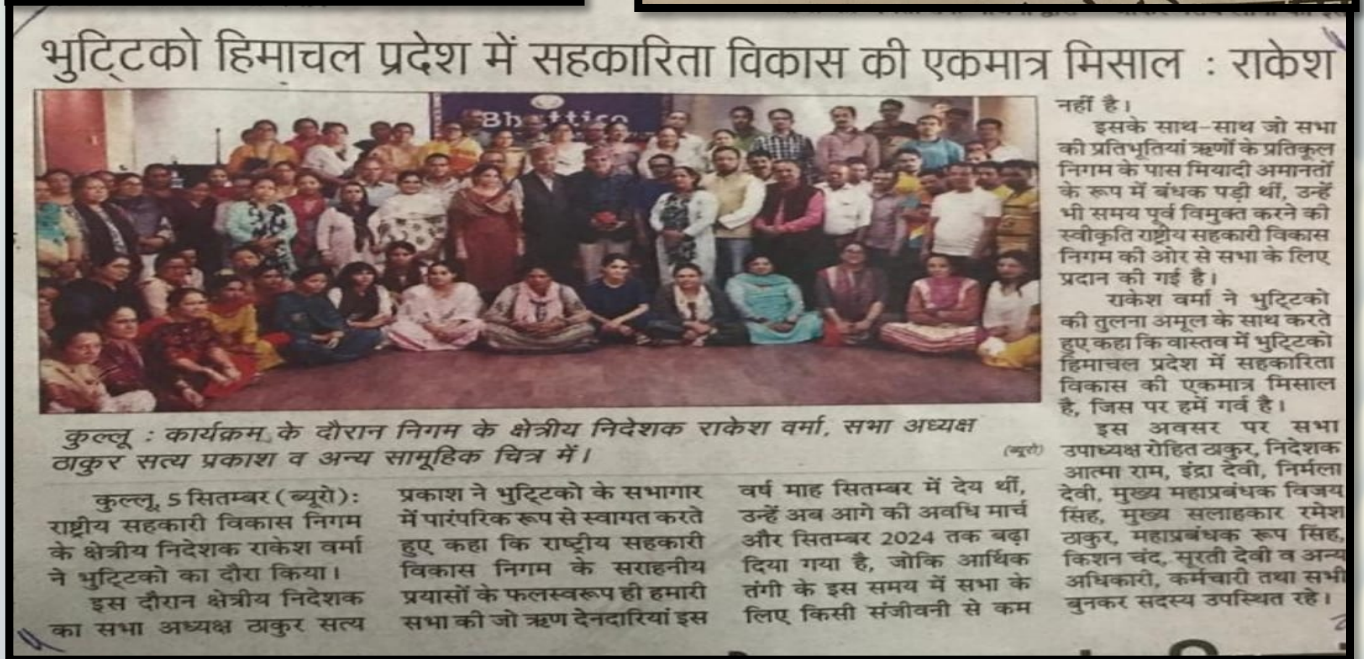 भुट्टिको हिमाचल प्रदेश में सहकारिता विकास की एकमात्र मिसाल : राकेश
Bhuttico
कुल्लू : कार्यक्रम के दौरान निगम के क्षेत्रीय निदेशक राकेश वर्मा, सभा अध्यक्ष
ठाकुर सत्य प्रकाश व अन्य सामूहिक चित्र में।
(ब्यूरो)
कुल्लू, 5 सितम्बर (ब्यूरो):
राष्ट्रीय सहकारी विकास निगम
के क्षेत्रीय निदेशक राकेश वर्मा
ने भुट्टिको का दौरा किया।
इस दौरान क्षेत्रीय निदेशक
का सभा अध्यक्ष ठाकुर सत्य
प्रकाश ने भुट्टिको के सभागार
में पारंपरिक रूप से स्वागत करते
हुए कहा कि राष्ट्रीय सहकारी
विकास निगम के सराहनीय
प्रयासों के फलस्वरूप ही हमारी
सभा की जो ऋण देनदारियां इस
वर्ष माह सितम्बर में देय थीं,
उन्हें अब आगे की अवधि मार्च
और सितम्बर 2024 तक बढ़ा
दिया गया है, जोकि आर्थिक
तंगी के इस समय में सभा के
लिए किसी संजीवनी से कम
नहीं है।
इसके साथ-साथ जो सभा
की प्रतिभूतियां ऋणों के प्रतिकूल
निगम के पास मियादी अमानतों
के रूप में बंधक पड़ी थीं, उन्हें
भी समय पूर्व विमुक्त करने की
स्वीकृति राष्ट्रीय सहकारी विकास
निगम की ओर से सभा के लिए
प्रदान की गई है।
राकेश वर्मा ने भुट्टिको
की तुलना अमूल के साथ करते
हुए कहा कि वास्तव में भुट्टिको
हिमाचल प्रदेश में सहकारिता
विकास की एकमात्र मिसाल
है, जिस पर हमें गर्व है।
इस अवसर पर सभा
उपाध्यक्ष रोहित ठाकुर, निदेशक
आत्मा राम, इंद्रा देवी, निर्मला
देवी, मुख्य महाप्रबंधक विजय
सिंह, मुख्य सलाहकार रमेश
ठाकुर, महाप्रबंधक रूप सिंह,
किशन चंद, सूरती देवी व अन्य
अधिकारी, कर्मचारी तथा सभी
बुनकर सदस्य उपस्थित रहे।